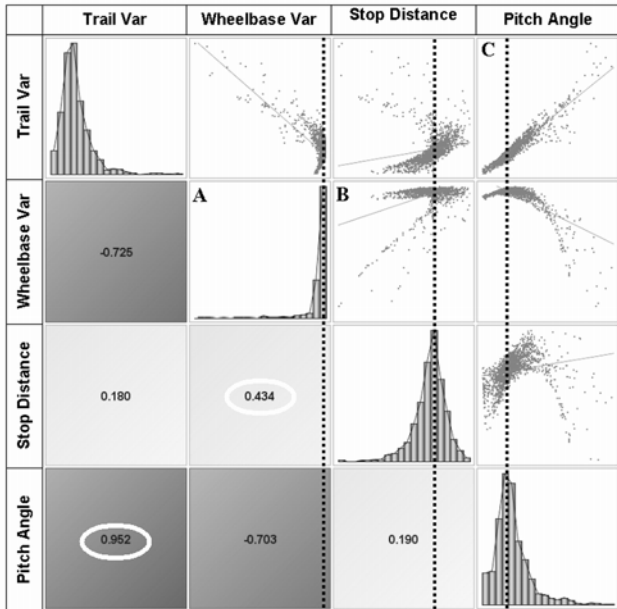 Trail Var Wheelbase Var Stop Distance Pitch Angle
Trail Var C
Wheelbase Var -0.725 A B
Stop Distance 0.180 0.434
Pitch Angle 0.952 -0.703 0.190